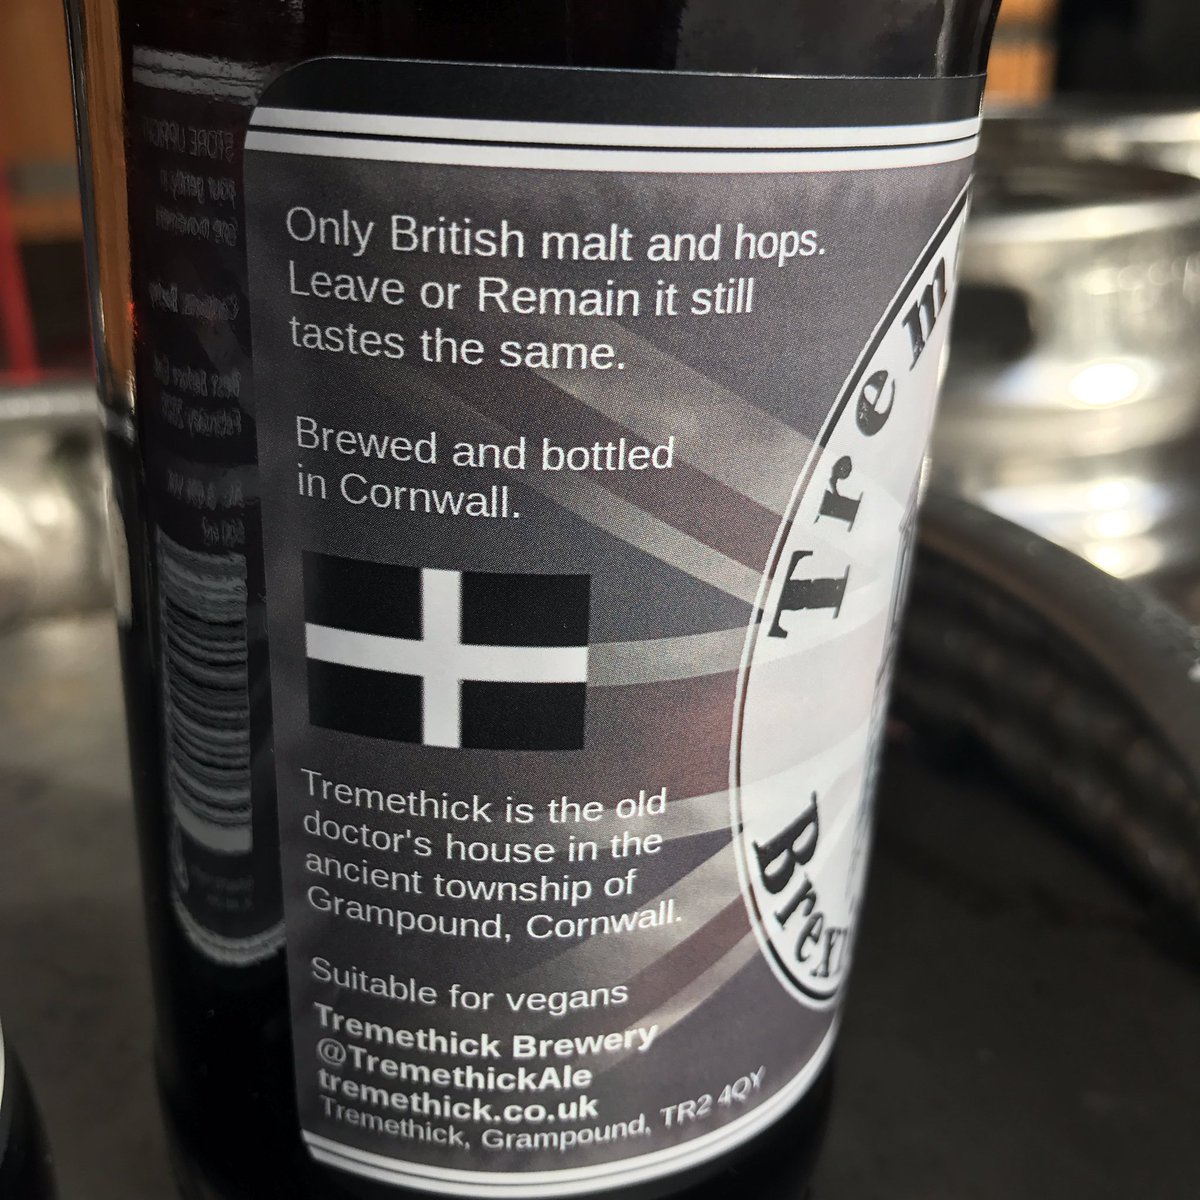 Only British malt and hops.
Leave or Remain it still
tastes the same.
Brewed and bottled
in Cornwall.
Tremethick is the old
doctor's house in the
ancient township of
Grampound, Cornwall.
Suitable for vegans
Tremethick Brewery
@TremethickAle
tremethick.co.uk
Tremethick, Grampound, TR2 4QY
Trem
Brex